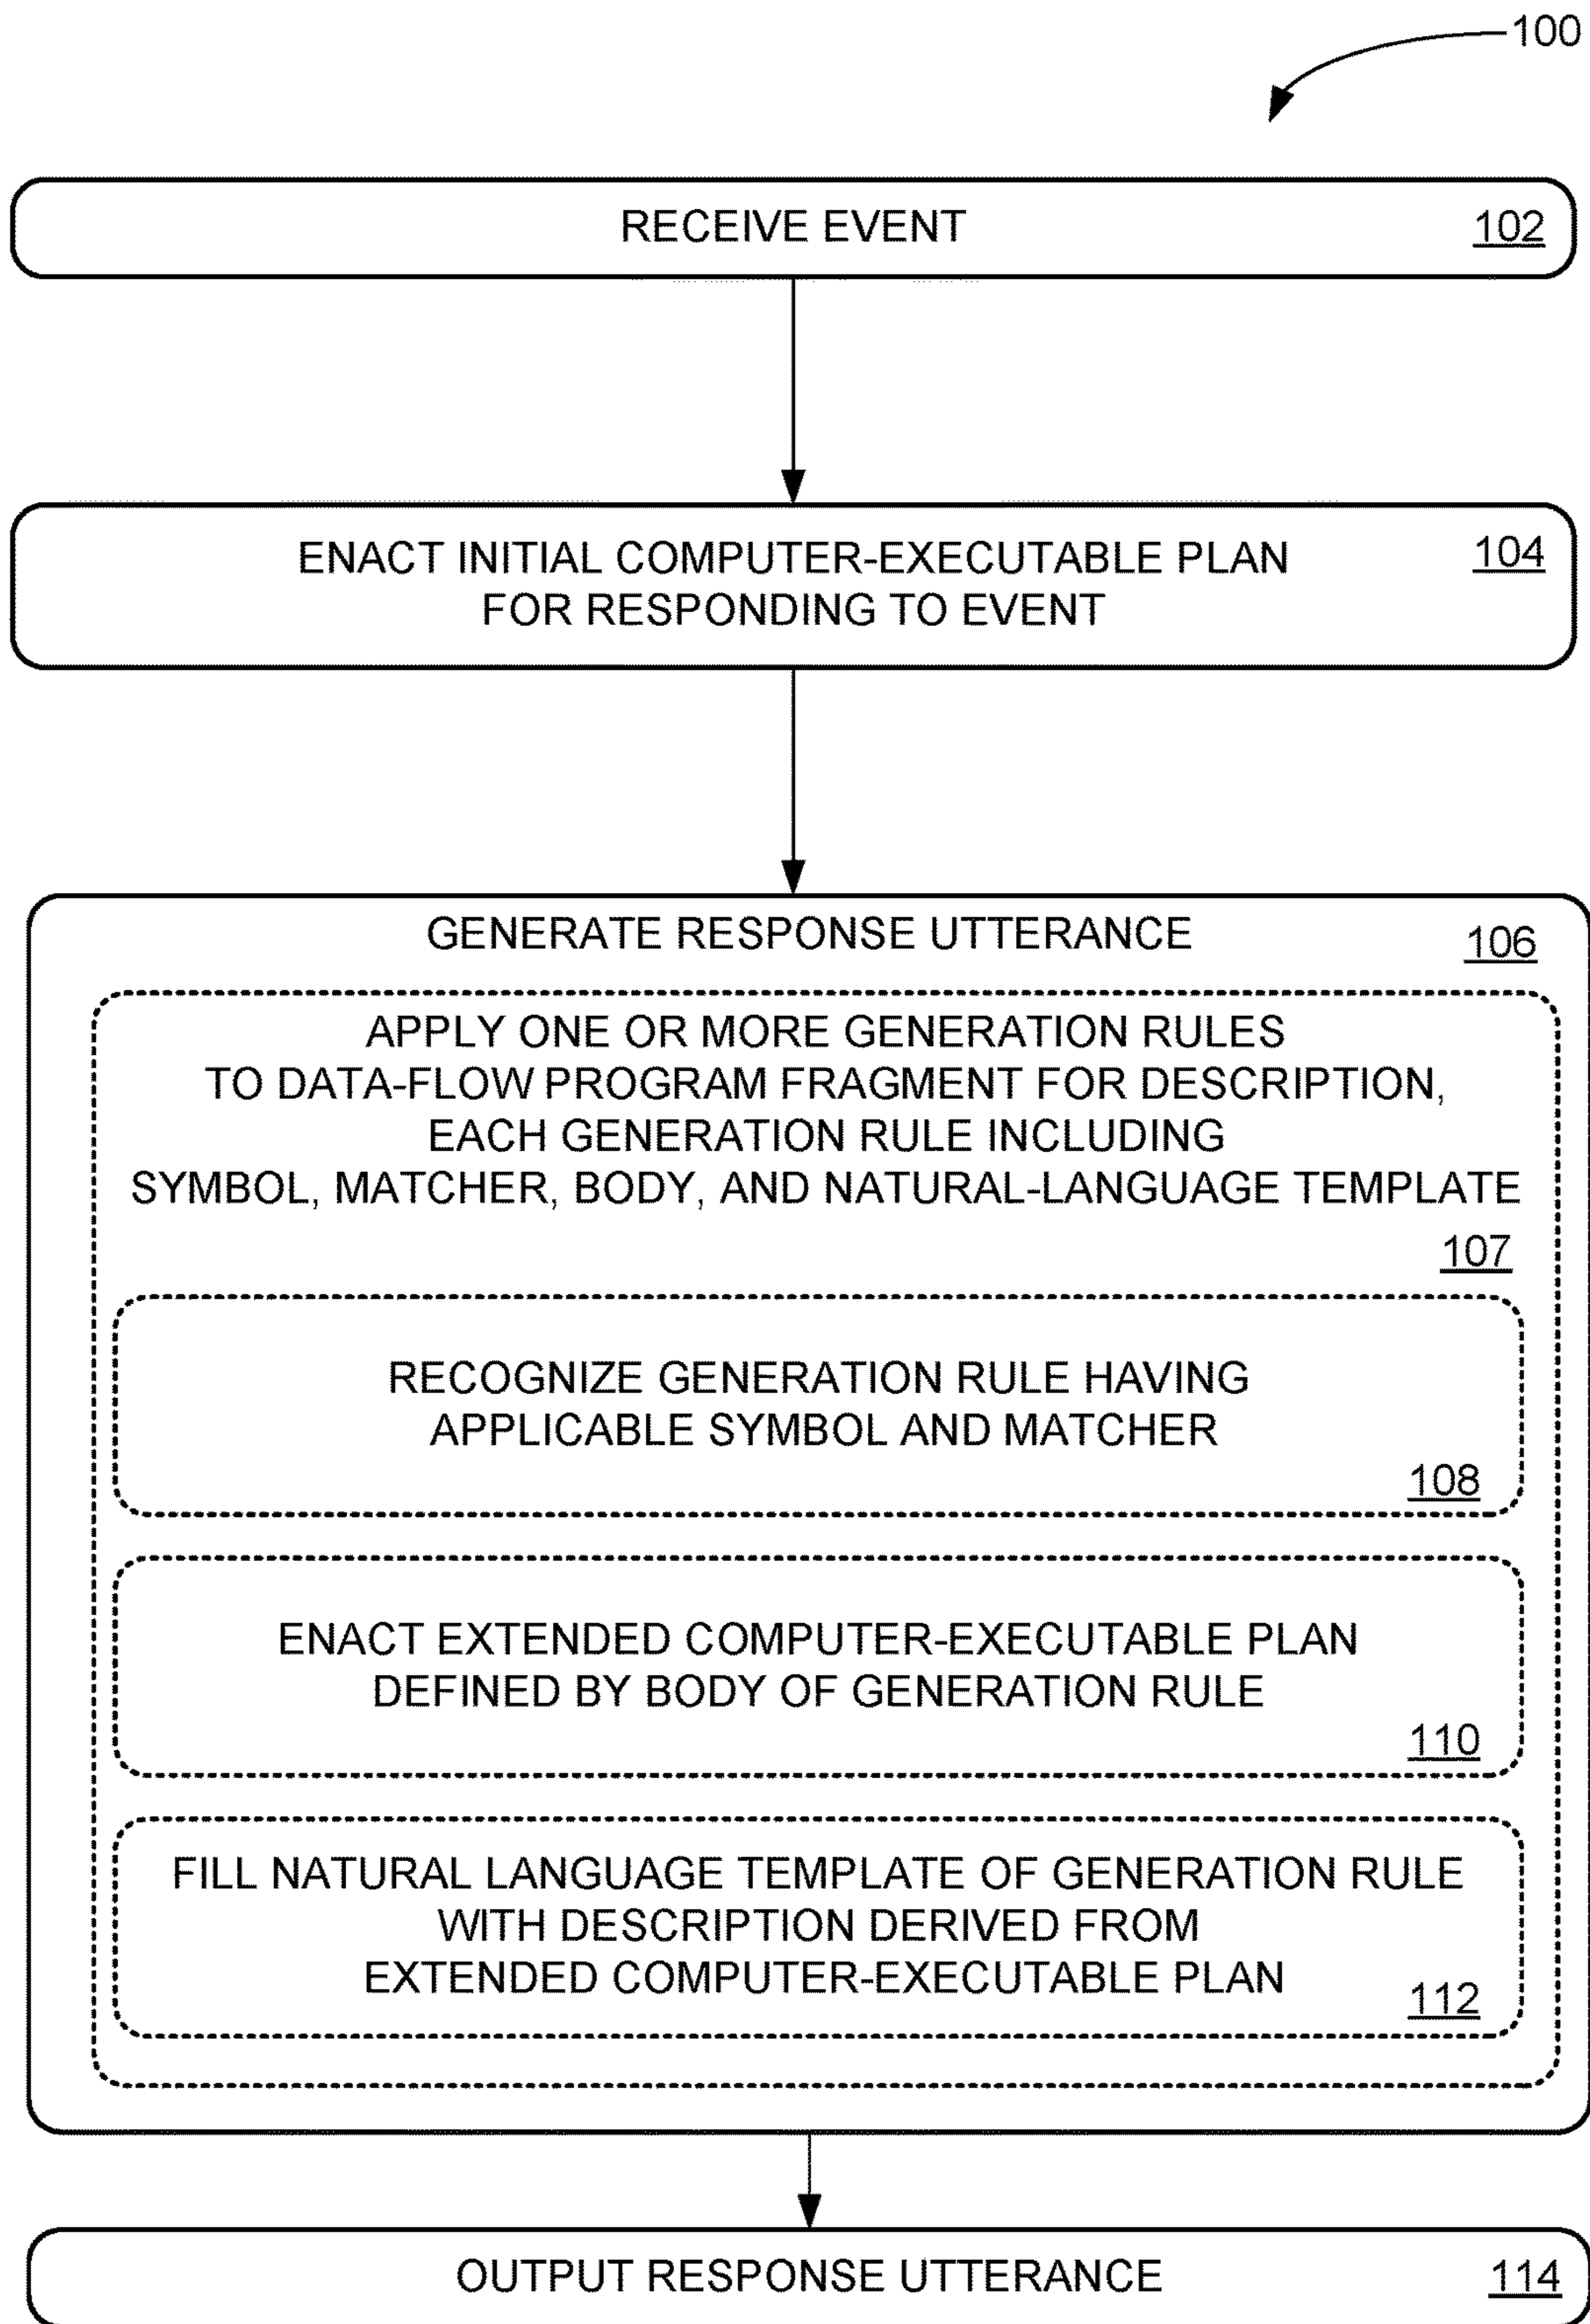 100
RECEIVE EVENT
102
ENACT INITIAL COMPUTER-EXECUTABLE PLAN
FOR RESPONDING TO EVENT
104
GENERATE RESPONSE UTTERANCE
106
APPLY ONE OR MORE GENERATION RULES
TO DATA-FLOW PROGRAM FRAGMENT FOR DESCRIPTION,
EACH GENERATION RULE INCLUDING
SYMBOL, MATCHER, BODY, AND NATURAL-LANGUAGE TEMPLATE
107
RECOGNIZE GENERATION RULE HAVING
APPLICABLE SYMBOL AND MATCHER
108
ENACT EXTENDED COMPUTER-EXECUTABLE PLAN
DEFINED BY BODY OF GENERATION RULE
110
FILL NATURAL LANGUAGE TEMPLATE OF GENERATION RULE
WITH DESCRIPTION DERIVED FROM
EXTENDED COMPUTER-EXECUTABLE PLAN
112
OUTPUT RESPONSE UTTERANCE
114